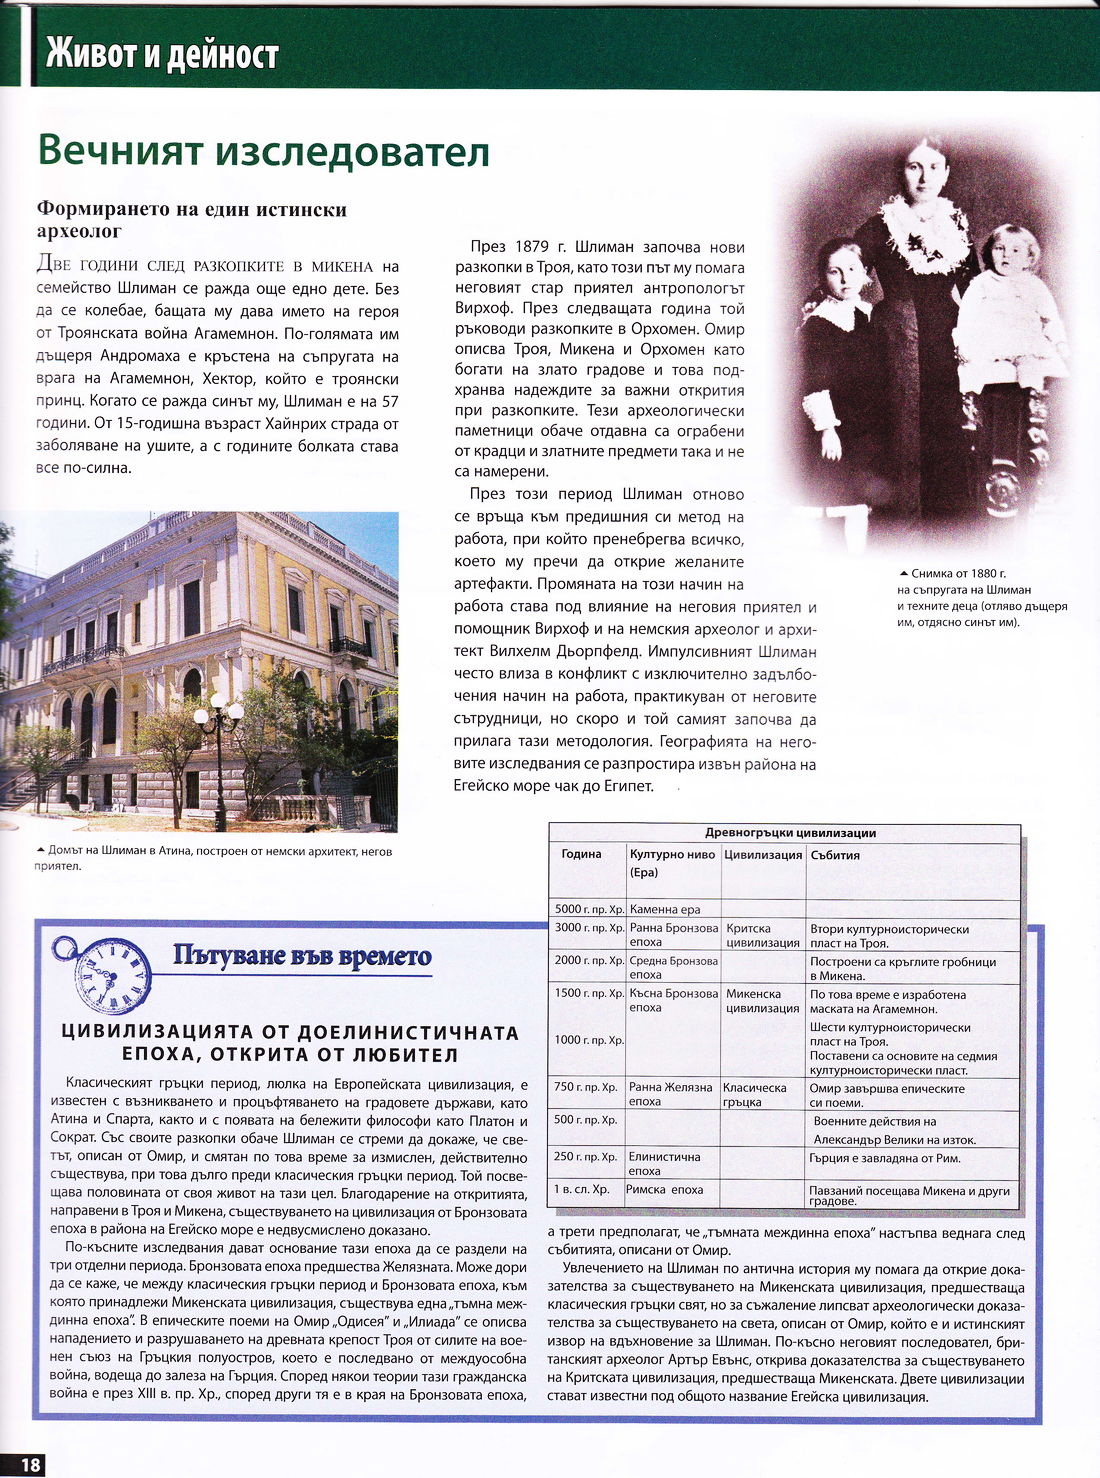 Живот и дейност
Вечният изследовател
Формирането на един истински
археолог
Две години след разкопките в Микена на
семейство Шлиман се ражда още едно дете. Без
да се колебае, бащата му дава името на героя
от Троянската война Агамемнон. По-голямата им
дъщеря Андромаха е кръстена на съпругата на
врага на Агамемнон, Хектор, който е троянски
принц. Когато се ражда синът му, Шлиман е на 57
години. От 15-годишна възраст Хайнрих страда от
заболяване на ушите, а с годините болката става
все по-силна.
Домът на Шлиман в Атина, построен от немски архитект, негов
приятел.
През 1879 г. Шлиман започва нови
разкопки в Троя, като този път му помага
неговият стар приятел антропологът
Вирхоф. През следващата година той
ръководи разкопките в Орхомен. Омир
описва Троя, Микена и Орхомен като
богати на злато градове и това под-
хранва надеждите за важни открития
при разкопките. Тези археологически
паметници обаче отдавна са ограбени
от крадци и златните предмети така и не
са намерени.
През този период Шлиман отново
се връща към предишния си метод на
работа, при който пренебрегва всичко,
което му пречи да открие желаните
артефакти. Промяната на този начин на
работа става под влияние на неговия приятел и
помощник Вирхоф и на немския археолог и архи-
тект Вилхелм Дьорпфелд. Импулсивният Шлиман
често влиза в конфликт с изключително задълбо-
чения начин на работа, практикуван от неговите
сътрудници, но скоро и той самият започва да
прилага тази методология. Географията на него-
вите изследвания се разпростира извън района на
Егейско море чак до Египет.
Снимка от 1880 г.
на съпругата на Шлиман
и техните деца (отляво дъщеря
им, отдясно синът им).
Древногръцки цивилизации
Година Културно ниво Цивилизация Събития
(Ера)
5000 г. пр. Хр. Каменна ера
3000 г. пр. Хр. Ранна Бронзова Критска Втори културноисторически
епоха цивилизация пласт на Троя.
2000 г. пр. Хр. Средна Бронзова Построени са кръглите гробници
епоха в Микена.
1500 г. пр. Хр. Късна Бронзова Микенска По това време е изработена
епоха цивилизация маската на Агамемнон.
Шести културноисторически
1000 г. пр. Хр. пласт на Троя.
Поставени са основите на седмия
културноисторически пласт.
750 г. пр. Хр. Ранна Желязна Класическа Омир завършва епическите
епоха гръцка си поеми.
500 г. пр. Хр. Военните действия на
Александър Велики на изток.
250 г. пр. Хр. Елинистична Гърция е завладяна от Рим.
епоха
1 в. сл. Хр. Римска епоха Павзаний посещава Микена и други
градове.
Пътуване във времето
ЦИВИЛИЗАЦИЯТА ОТ ДОЕЛИНИСТИЧНАТА
ЕПОХА, ОТКРИТА ОТ ЛЮБИТЕЛ
Класическият гръцки период, люлка на Европейската цивилизация, е
известен с възникването и процъфтяването на градовете държави, като
Атина и Спарта, както и с появата на бележити философи като Платон и
Сократ. Със своите разкопки обаче Шлиман се стреми да докаже, че све-
тът, описан от Омир, и смятан по това време за измислен, действително
съществува, при това дълго преди класическия гръцки период. Той посве-
щава половината от своя живот на тази цел. Благодарение на откритията,
направени в Троя и Микена, съществуването на цивилизация от Бронзовата
епоха в района на Егейско море е недвусмислено доказано.
По-късните изследвания дават основание тази епоха да се раздели на
три отделни периода. Бронзовата епоха предшества Желязната. Може дори
да се каже, че между класическия гръцки период и Бронзовата епоха, към
която принадлежи Микенската цивилизация, съществува една „тъмна меж-
динна епоха”. В епическите поеми на Омир „Одисея” и „Илиада” се описва
нападението и разрушаването на древната крепост Троя от силите на вое-
нен съюз на Гръцкия полуостров, което е последвано от междуособна
война, водеща до залеза на Гърция. Според някои теории тази гражданска
война е през XIII в. пр. Хр., според други тя е в края на Бронзовата епоха,
а трети предполагат, че „тъмната междинна епоха” настъпва веднага след
събитията, описани от Омир.
Увлечението на Шлиман по антична история му помага да открие дока-
зателства за съществуването на Микенската цивилизация, предшестваща
класическия гръцки свят, но за съжаление липсват археологически доказа-
телства за съществуването на света, описан от Омир, който е и истинският
извор на вдъхновение за Шлиман. По-късно неговият последовател, бри-
танският археолог Артър Евънс, открива доказателства за съществуването
на Критската цивилизация, предшестваща Микенската. Двете цивилизации
стават известни под общото название Егейска цивилизация.
18